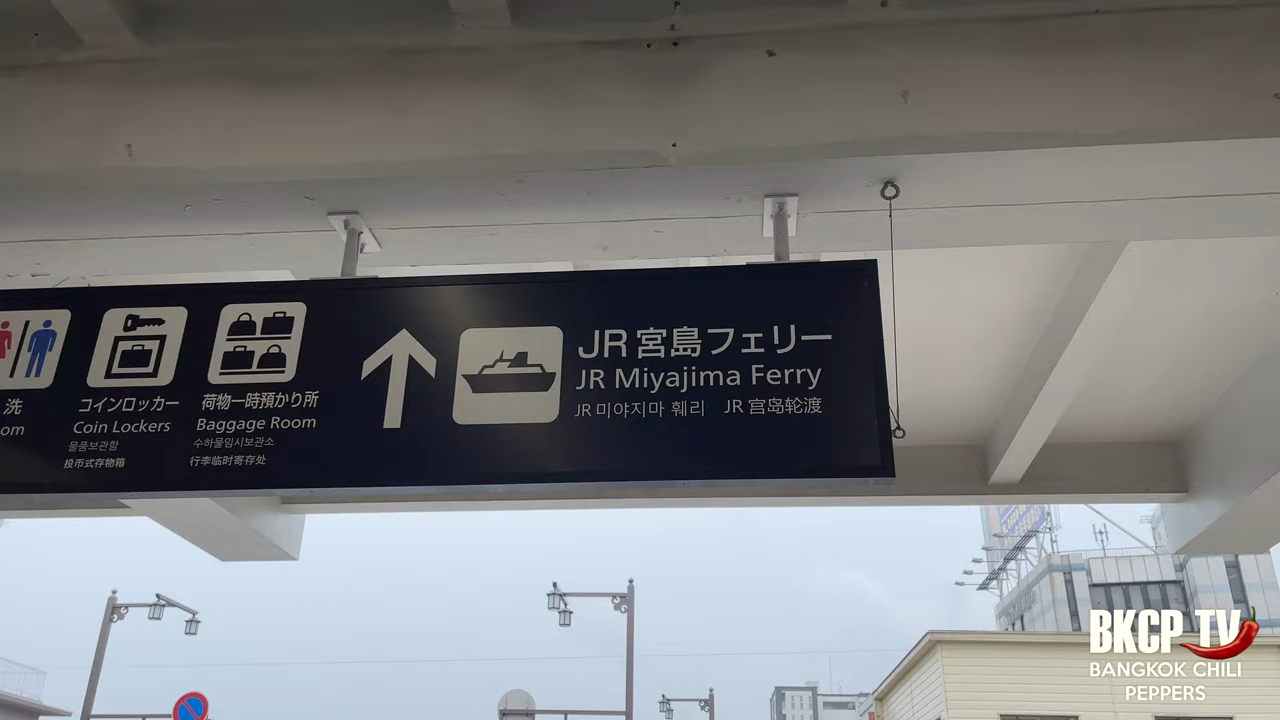 洗
om
コインロッカー
Coin Lockers
물품보관함
投币式存物箱
荷物一時預かり所
Baggage Room
수하물임시보관소
行李临时寄存处
JR宮島フェリー
JR Miyajima Ferry
JR 미야지마 훼리 JR 宫岛轮渡
BKCP TV
BANGKOK CHILI
PEPPERS